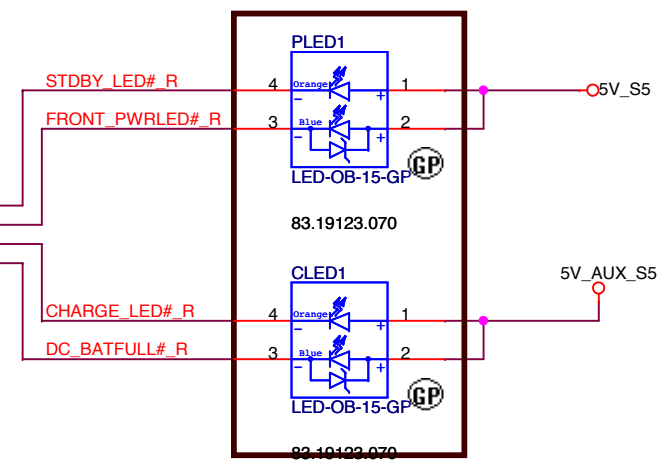 PLED1
STDBY_LED#_R
4
Orange
1
5V_S5
-
+
FRONT_PWRLED#_R
3
Blue
2
-
+
GP
LED-OB-15-GP
83.19123.070
CLED1
5V_AUX_S5
CHARGE_LED#_R
4
Orange
1
-
+
DC_BATFULL#_R
3
Blue
2
-
+
GP
LED-OB-15-GP
83.19123.070